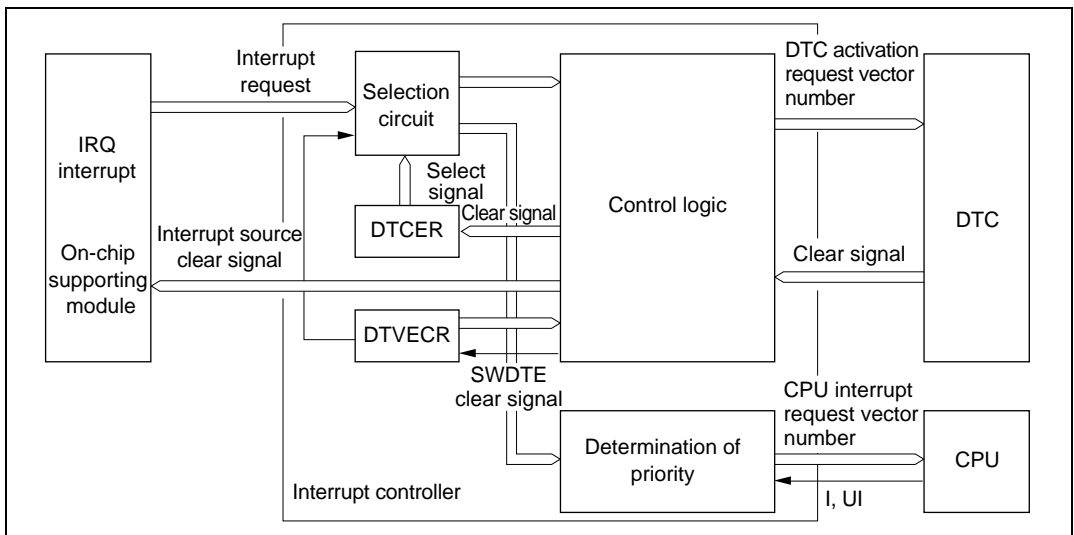 Interrupt
request
Selection
circuit
DTC activation
request vector
number
IRQ
interrupt
Select
signal
Control logic
DTC
DTCER
Clear signal
Interrupt source
clear signal
On-chip
supporting
module
Clear signal
DTVECR
SWDTE
clear signal
CPU interrupt
request vector
number
Determination of
priority
CPU
I, UI
Interrupt controller